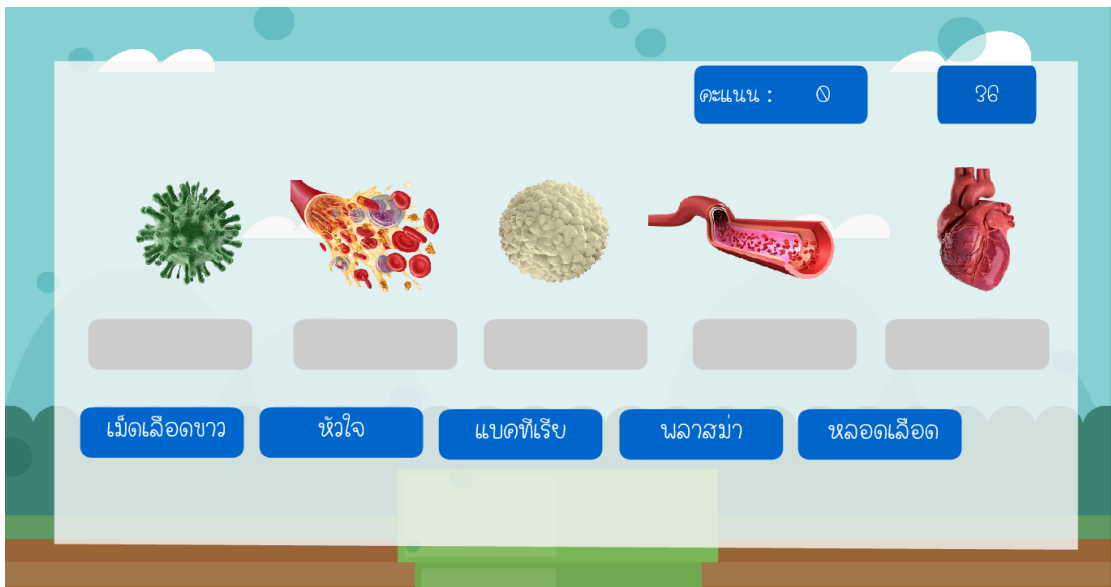 คะแนน : 0
36
เม็ดเลือดขาว
หัวใจ
แบคทีเรีย
พลาสม่า
หลอดเลือด